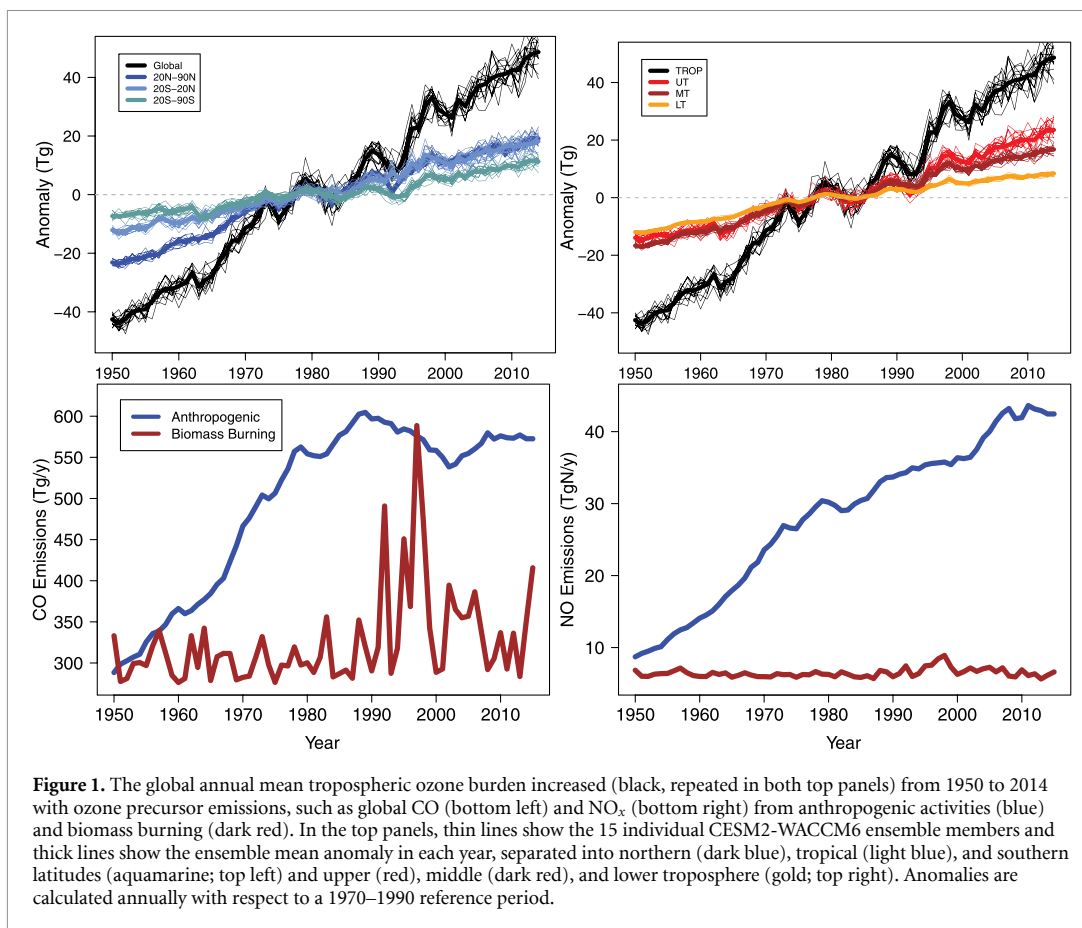 Global
20N−90N
20S−20N
20S−90S
Anomaly (Tg)
40
20
0
−20
−40
1950 1960 1970 1980 1990 2000 2010
TROP
UT
MT
LT
Anomaly (Tg)
40
20
0
−20
−40
1950 1960 1970 1980 1990 2000 2010
Anthropogenic
Biomass Burning
CO Emissions (Tg/y)
600
550
500
450
400
350
300
1950 1960 1970 1980 1990 2000 2010
Year
NO Emissions (TgN/y)
40
30
20
10
1950 1960 1970 1980 1990 2000 2010
Year
Figure 1. The global annual mean tropospheric ozone burden increased (black, repeated in both top panels) from 1950 to 2014
with ozone precursor emissions, such as global CO (bottom left) and NOx (bottom right) from anthropogenic activities (blue)
and biomass burning (dark red). In the top panels, thin lines show the 15 individual CESM2-WACCM6 ensemble members and
thick lines show the ensemble mean anomaly in each year, separated into northern (dark blue), tropical (light blue), and southern
latitudes (aquamarine; top left) and upper (red), middle (dark red), and lower troposphere (gold; top right). Anomalies are
calculated annually with respect to a 1970–1990 reference period.